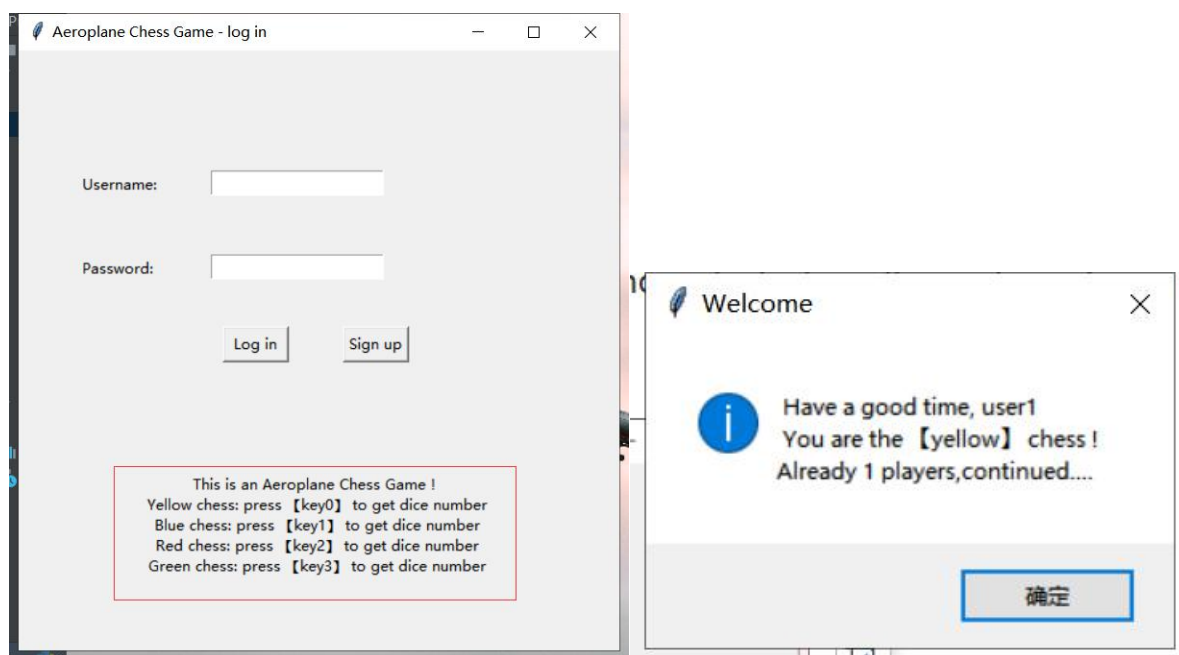 Aeroplane Chess Game - log in
Username:
Password:
Log in
Sign up
This is an Aeroplane Chess Game !
Yellow chess: press 【key0】 to get dice number
Blue chess: press 【key1】 to get dice number
Red chess: press 【key2】 to get dice number
Green chess: press 【key3】 to get dice number
Welcome
Have a good time, user1
You are the 【yellow】 chess !
Already 1 players,continued....
确定